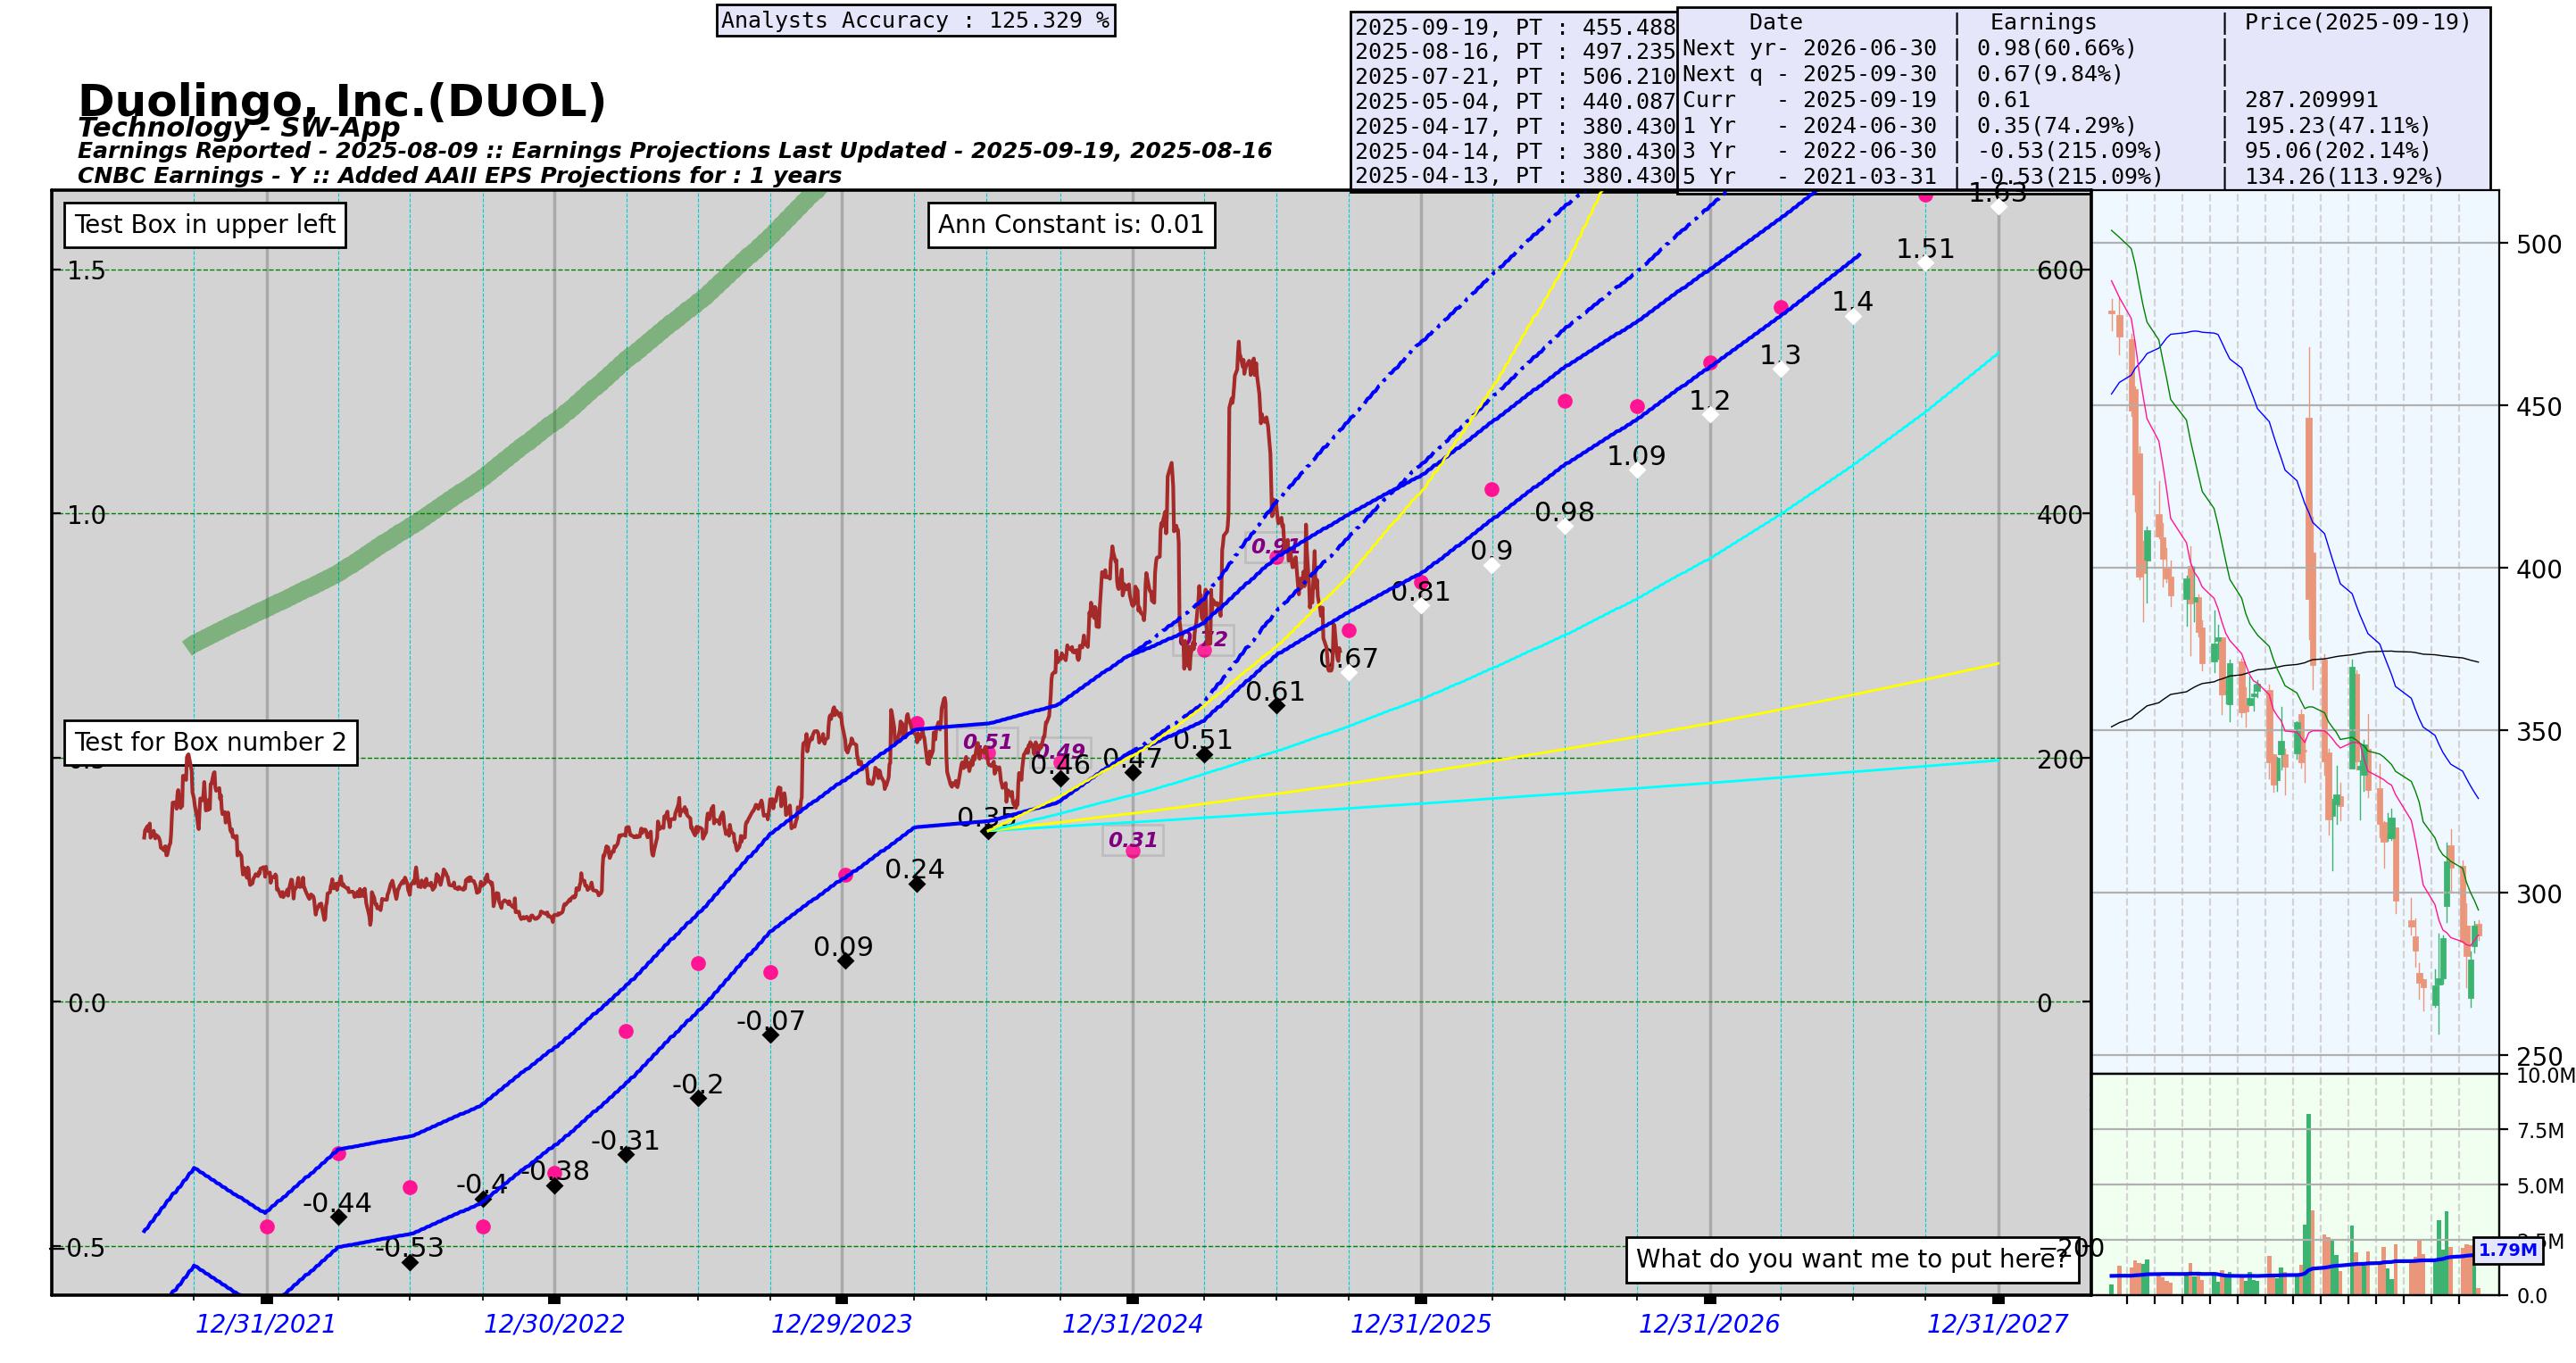 Analysts Accuracy : 125.329 %
2025-09-19, PT : 455.488
2025-08-16, PT : 497.235
2025-07-21, PT : 506.210
2025-05-04, PT : 440.087
2025-04-17, PT : 380.430
2025-04-14, PT : 380.430
2025-04-13, PT : 380.430
Date | Earnings | Price(2025-09-19)
Next yr- 2026-06-30 | 0.98(60.66%) |
Next q - 2025-09-30 | 0.67(9.84%) |
Curr - 2025-09-19 | 0.61 | 287.209991
1 Yr - 2024-06-30 | 0.35(74.29%) | 195.23(47.11%)
3 Yr - 2022-06-30 | -0.53(215.09%) | 95.06(202.14%)
5 Yr - 2021-03-31 | -0.53(215.09%) | 134.26(113.92%)
Duolingo, Inc.(DUOL)
Technology - SW-App
Earnings Reported - 2025-08-09 :: Earnings Projections Last Updated - 2025-09-19, 2025-08-16
CNBC Earnings - Y :: Added AAII EPS Projections for : 1 years
Test Box in upper left
Ann Constant is: 0.01
Test for Box number 2
What do you want me to put here?
1.5
1.0
0.0
−0.5
600
400
200
0
−200
-0.44
-0.53
-0.4
-0.38
-0.31
-0.2
-0.07
0.09
0.24
0.35
0.46
0.47
0.51
0.61
0.67
0.81
0.9
0.98
1.09
1.2
1.3
1.4
1.51
1.63
0.51
0.49
0.31
0.72
0.91
500
450
400
350
300
250
10.0M
7.5M
5.0M
1.79M
0.0
12/31/2021
12/30/2022
12/29/2023
12/31/2024
12/31/2025
12/31/2026
12/31/2027